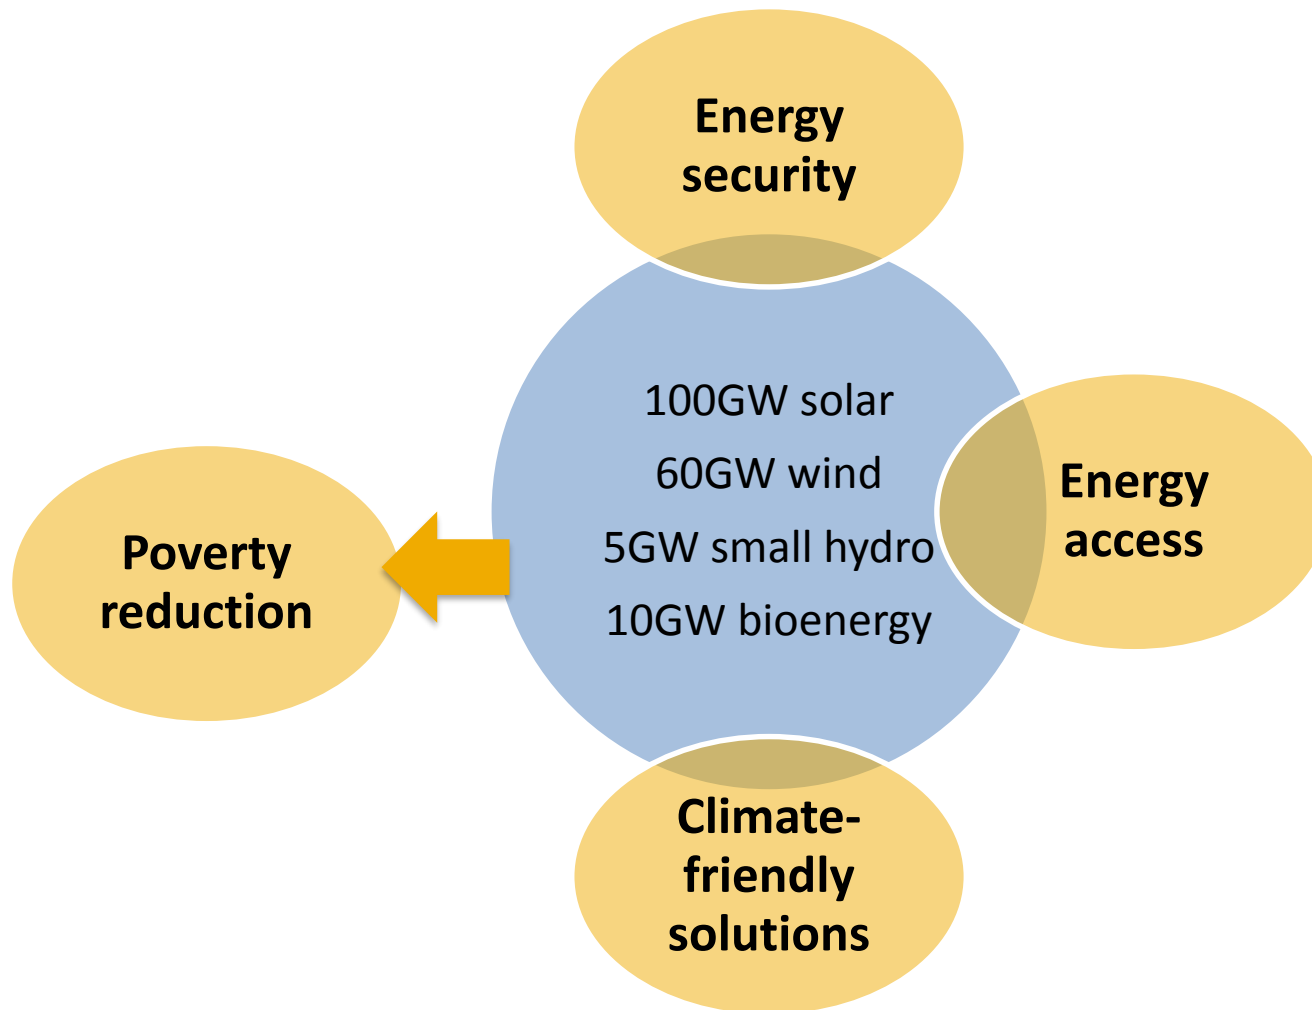 Energy
security
100GW solar
60GW wind
5GW small hydro
10GW bioenergy
Energy
access
Poverty
reduction
Climate-
friendly
solutions